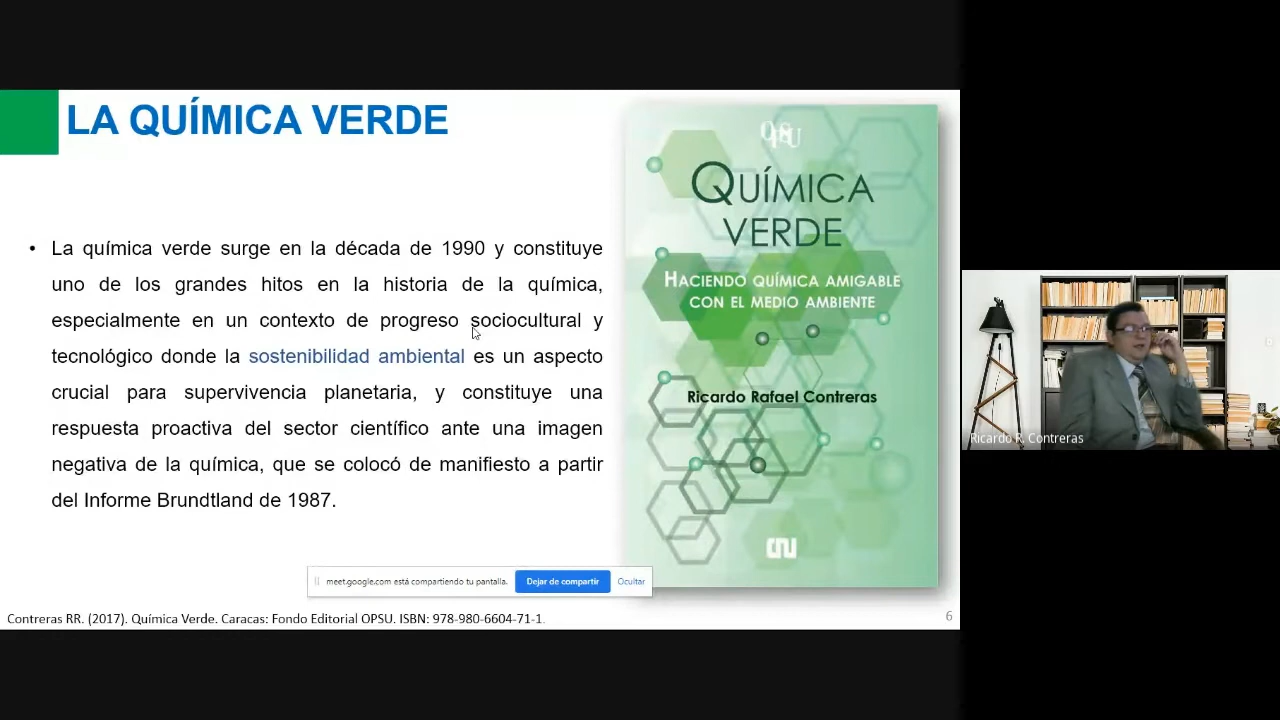 LA QUÍMICA VERDE
• La química verde surge en la década de 1990 y constituye
uno de los grandes hitos en la historia de la química,
especialmente en un contexto de progreso sociocultural y
tecnológico donde la sostenibilidad ambiental es un aspecto
crucial para supervivencia planetaria, y constituye una
respuesta proactiva del sector científico ante una imagen
negativa de la química, que se colocó de manifiesto a partir
del Informe Brundtland de 1987.
OPSU
QUÍMICA
VERDE
HACIENDO QUÍMICA AMIGABLE
CON EL MEDIO AMBIENTE
Ricardo Rafael Contreras
CNU
meet.google.com está compartiendo tu pantalla.
Dejar de compartir
Ocultar
Contreras RR. (2017). Química Verde. Caracas: Fondo Editorial OPSU. ISBN: 978-980-6604-71-1.
6
Ricardo R. Contreras